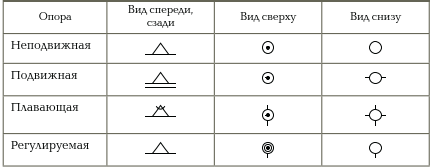 Опора
Вид спереди,
сзади
Вид сверху
Вид снизу
Неподвижная
Подвижная
Плавающая
Регулируемая